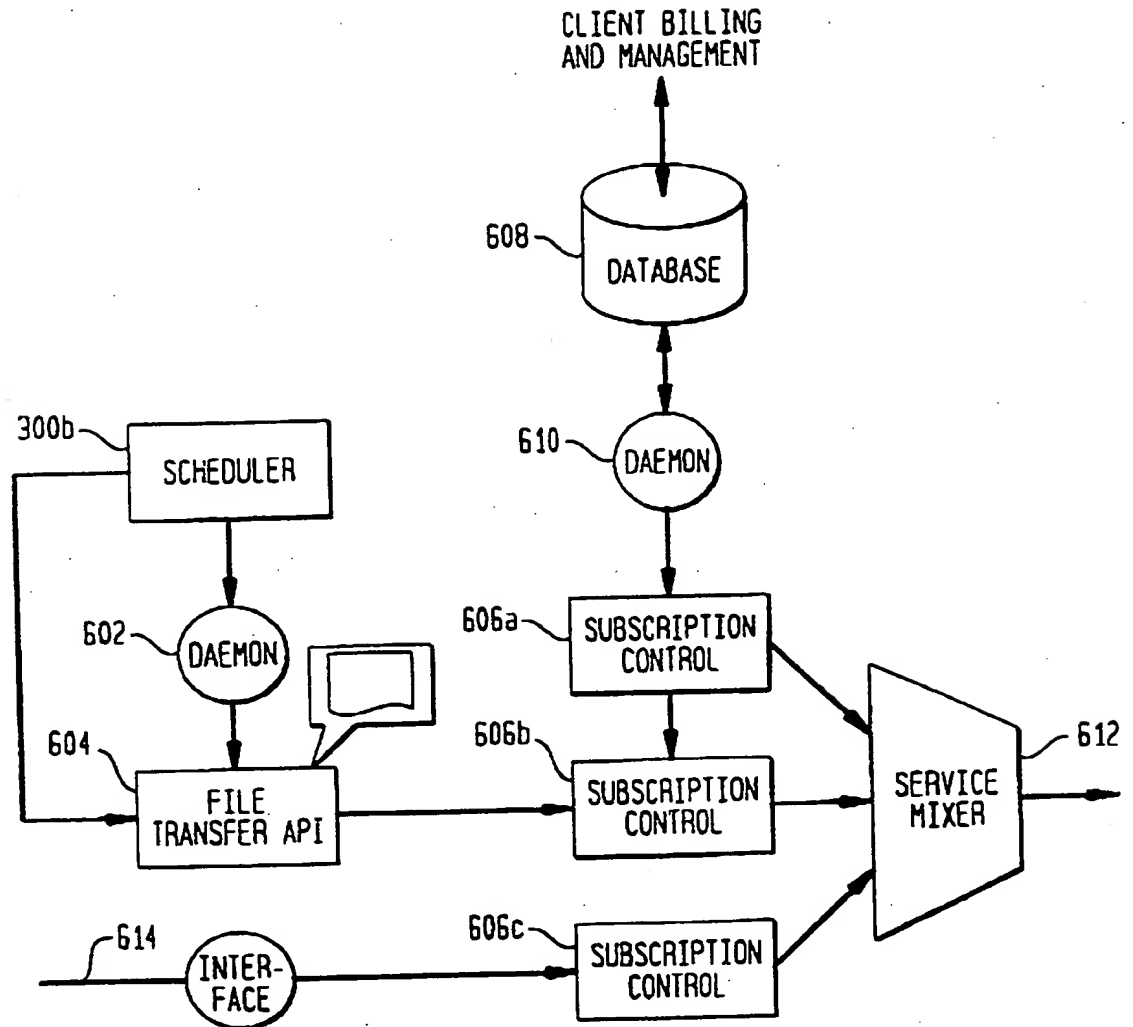 CLIENT BILLING
AND MANAGEMENT
608
DATABASE
300b
SCHEDULER
610
DAEMON
602
DAEMON
606a
SUBSCRIPTION
CONTROL
604
FILE
TRANSFER API
606b
SUBSCRIPTION
CONTROL
612
SERVICE
MIXER
614
INTER-
FACE
606c
SUBSCRIPTION
CONTROL